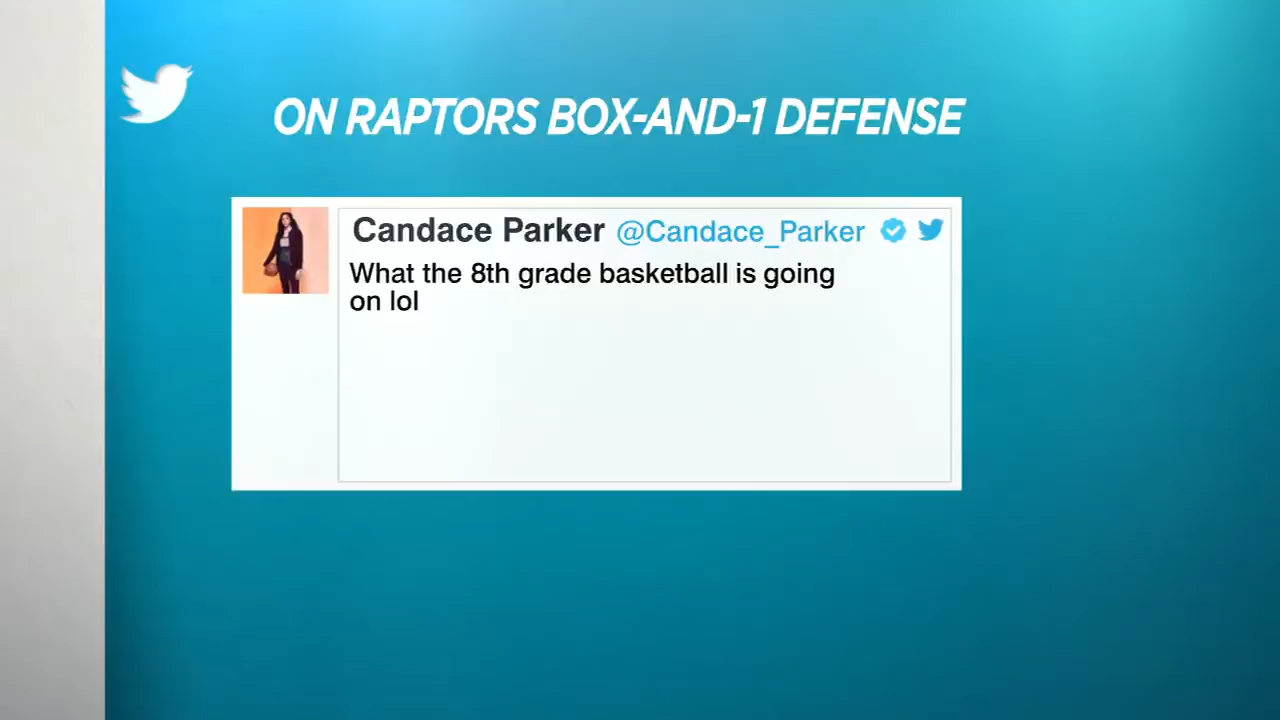 ON RAPTORS BOX-AND-1 DEFENSE
Candace Parker @Candace_Parker
What the 8th grade basketball is going
on lol